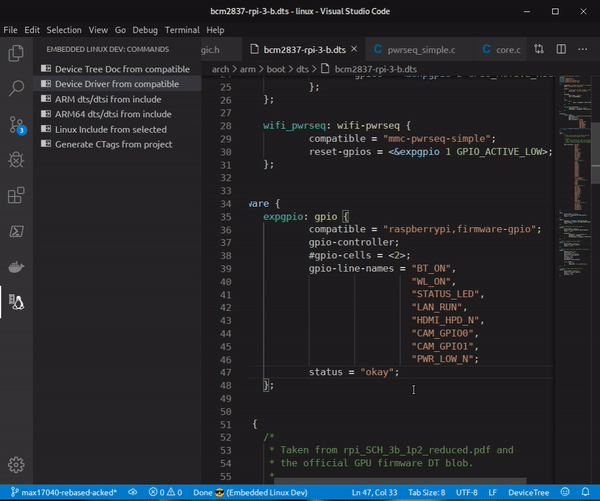 bcm2837-rpi-3-b.dts - linux - Visual Studio Code
File Edit Selection View Go Debug Terminal Help
EMBEDDED LINUX DEV: COMMANDS
Device Tree Doc from compatible
Device Driver from compatible
ARM dts/dtsi from include
ARM64 dts/dtsi from include
Linux Include from selected
Generate CTags from project
3
gic.h bcm2837-rpi-3-b.dts pwrseq_simple.c core.c
arch > arm > boot > dts > bcm2837-rpi-3-b.dts
25 };
26 };
27
28 wifi_pwrseq: wifi-pwrseq {
29 compatible = "mmc-pwrseq-simple";
30 reset-gpios = <&expgpio 1 GPIO_ACTIVE_LOW>;
31 };
32
33
34 ware {
35 expgpio: gpio {
36 compatible = "raspberrypi,firmware-gpio";
37 gpio-controller;
38 #gpio-cells = <2>;
39 gpio-line-names = "BT_ON",
40 "WL_ON",
41 "STATUS_LED",
42 "LAN_RUN",
43 "HDMI_HPD_N",
44 "CAM_GPIO0",
45 "CAM_GPIO1",
46 "PWR_LOW_N";
47 status = "okay";
48 };
49
50
51 {
52 /*
53 * Taken from rpi_SCH_3b_1p2_reduced.pdf and
54 * the official GPU firmware DT blob.
55 *
max17040-rebased-acked* 0 0 Done 😎 (Embedded Linux Dev) Ln 47, Col 33 Tab Size: 8 UTF-8 LF DeviceTree